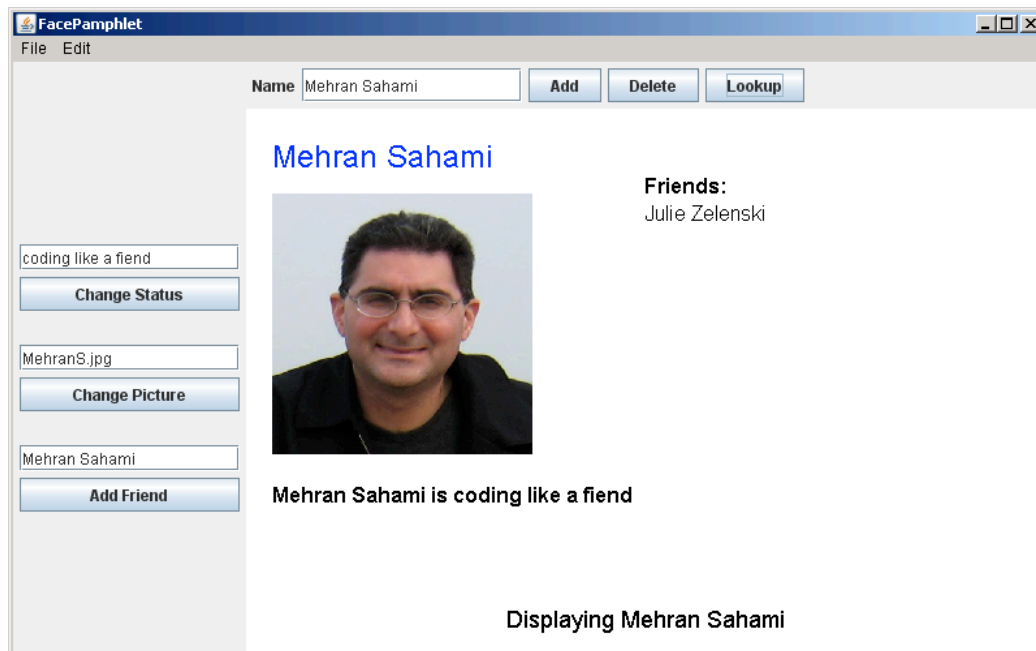 FacePamphlet
File Edit
Name Mehran Sahami Add Delete Lookup
Mehran Sahami
Friends:
Julie Zelenski
coding like a fiend
Change Status
MehranS.jpg
Change Picture
Mehran Sahami
Add Friend
Mehran Sahami is coding like a fiend
Displaying Mehran Sahami